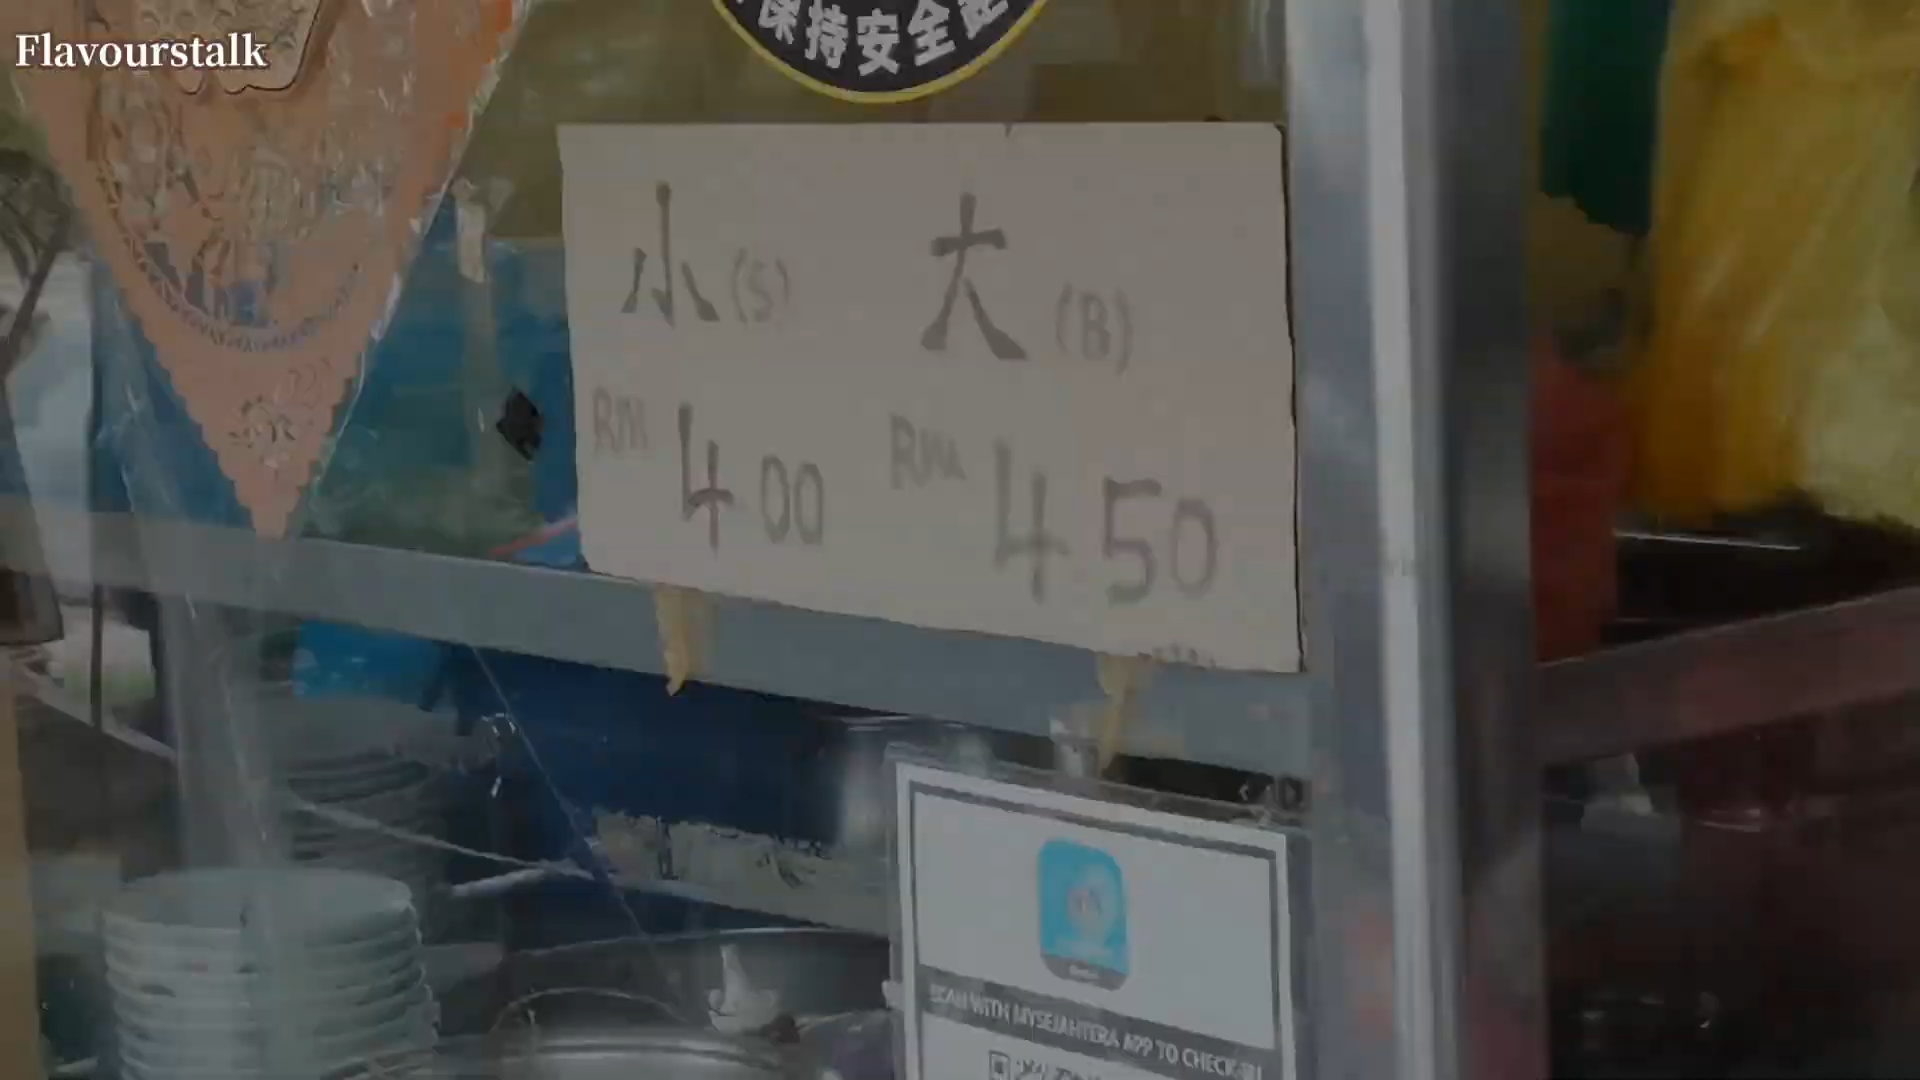 Flavourstalk
保持安全距
小(S) 大(B)
RM 4 00 RM 4 50
SCAN WITH MYSEJAHTERA APP TO CHECK-IN